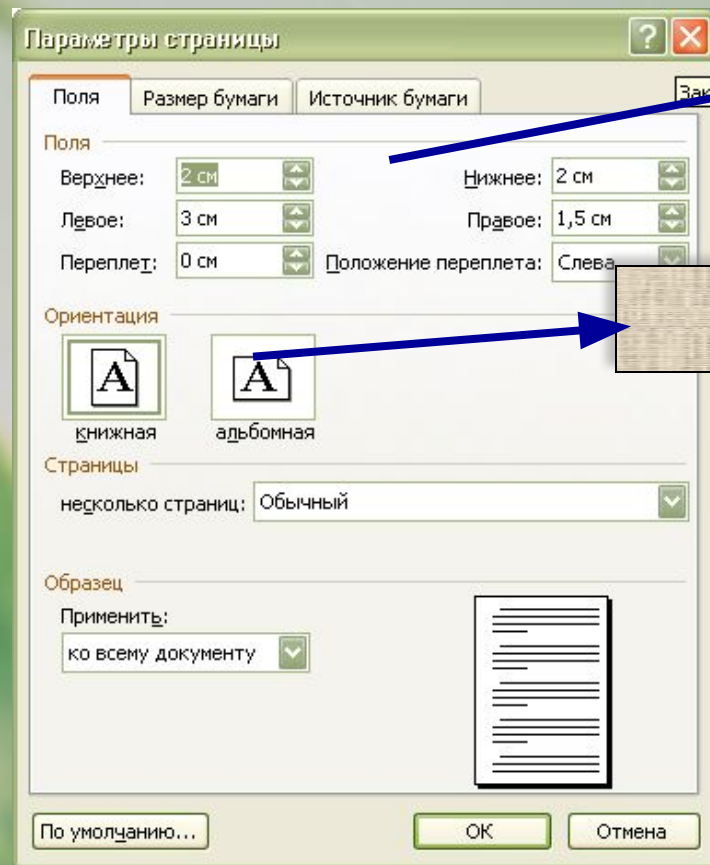 Параметры страницы
Поля Размер бумаги Источник бумаги
Зак
Поля
Верхнее: 2 см Нижнее: 2 см
Левое: 3 см Правое: 1,5 см
Переплет: 0 см Положение переплета: Слева
Ориентация
A A
книжная альбомная
Страницы
несколько страниц: Обычный
Образец
Применить:
ко всему документу
По умолчанию... ОК Отмена